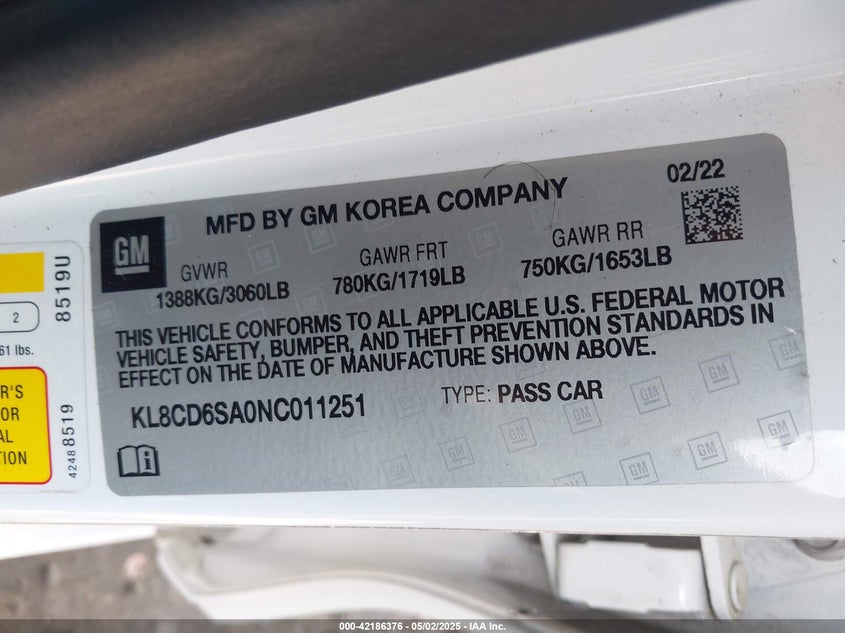 02/22
MFD BY GM KOREA COMPANY
GM
GVWR
1388KG/3060LB
GAWR FRT
780KG/1719LB
GAWR RR
750KG/1653LB
THIS VEHICLE CONFORMS TO ALL APPLICABLE U.S. FEDERAL MOTOR
VEHICLE SAFETY, BUMPER, AND THEFT PREVENTION STANDARDS IN
EFFECT ON THE DATE OF MANUFACTURE SHOWN ABOVE.
KL8CD6SA0NC011251
TYPE: PASS CAR
8519U
2
61 lbs.
ER'S
OR
AL
TION
42488519
000-42186376 - 05/02/2025 - IAA Inc.